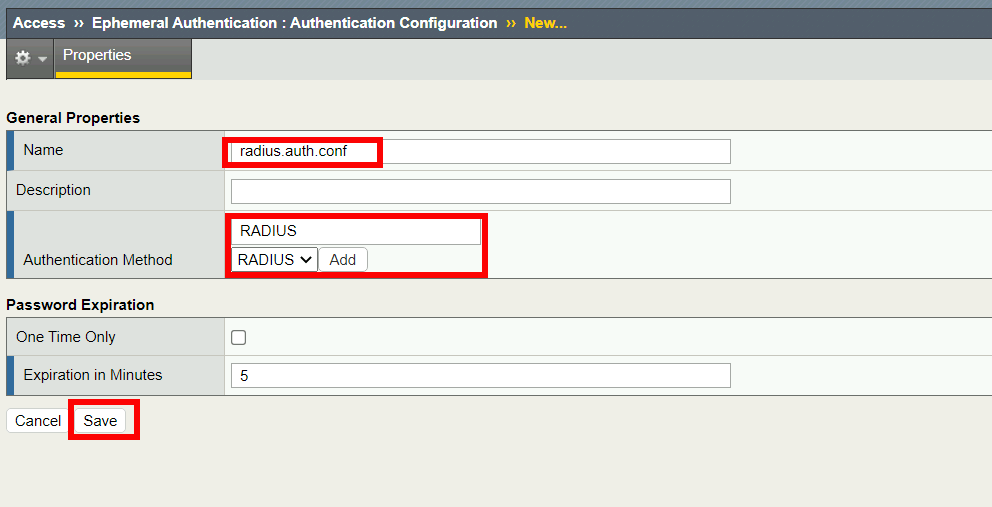 Access ›› Ephemeral Authentication : Authentication Configuration ›› New...
Properties
General Properties
Name radius.auth.conf
Description
RADIUS
Authentication Method RADIUS Add
Password Expiration
One Time Only
Expiration in Minutes 5
Cancel Save